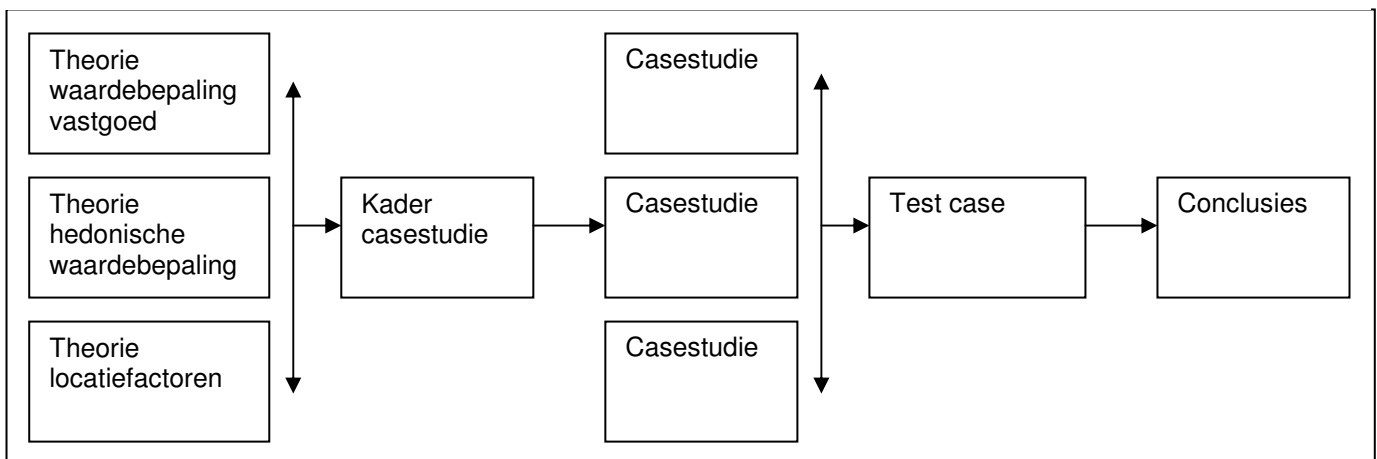 Theorie
waardebepaling
vastgoed
Theorie
hedonische
waardebepaling
Theorie
locatiefactoren
Kader
casestudie
Casestudie
Casestudie
Casestudie
Test case
Conclusies